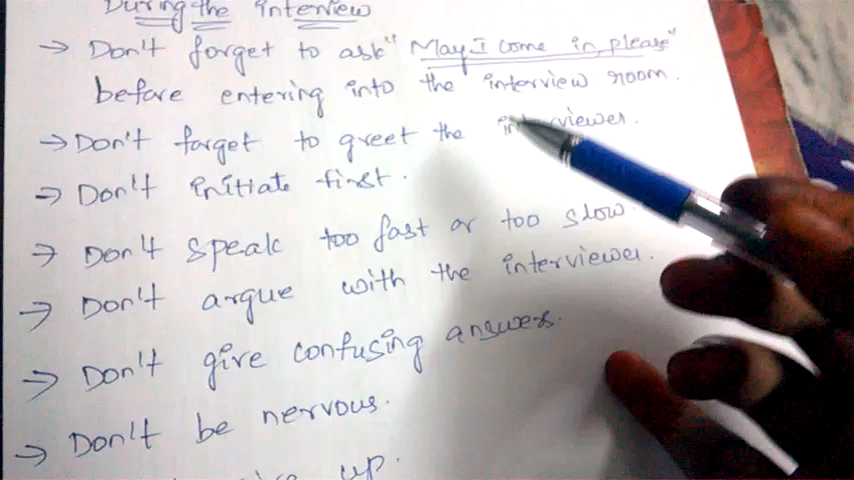 During the interview
→ Don't forget to ask "May I come in, please"
before entering into the interview room.
→ Don't forget to greet the interviewer.
→ Don't initiate first.
→ Don't speak too fast or too slow.
→ Don't argue with the interviewer.
→ Don't give confusing answers.
→ Don't be nervous.
up.